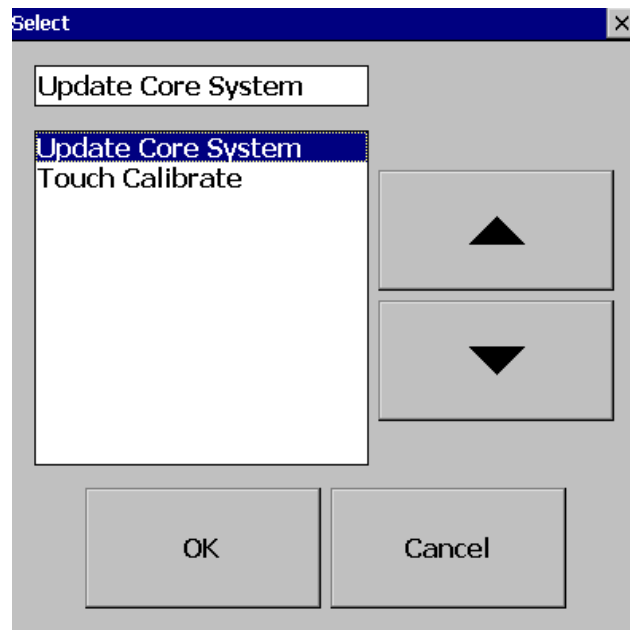 Select
Update Core System
Update Core System
Touch Calibrate
OK
Cancel